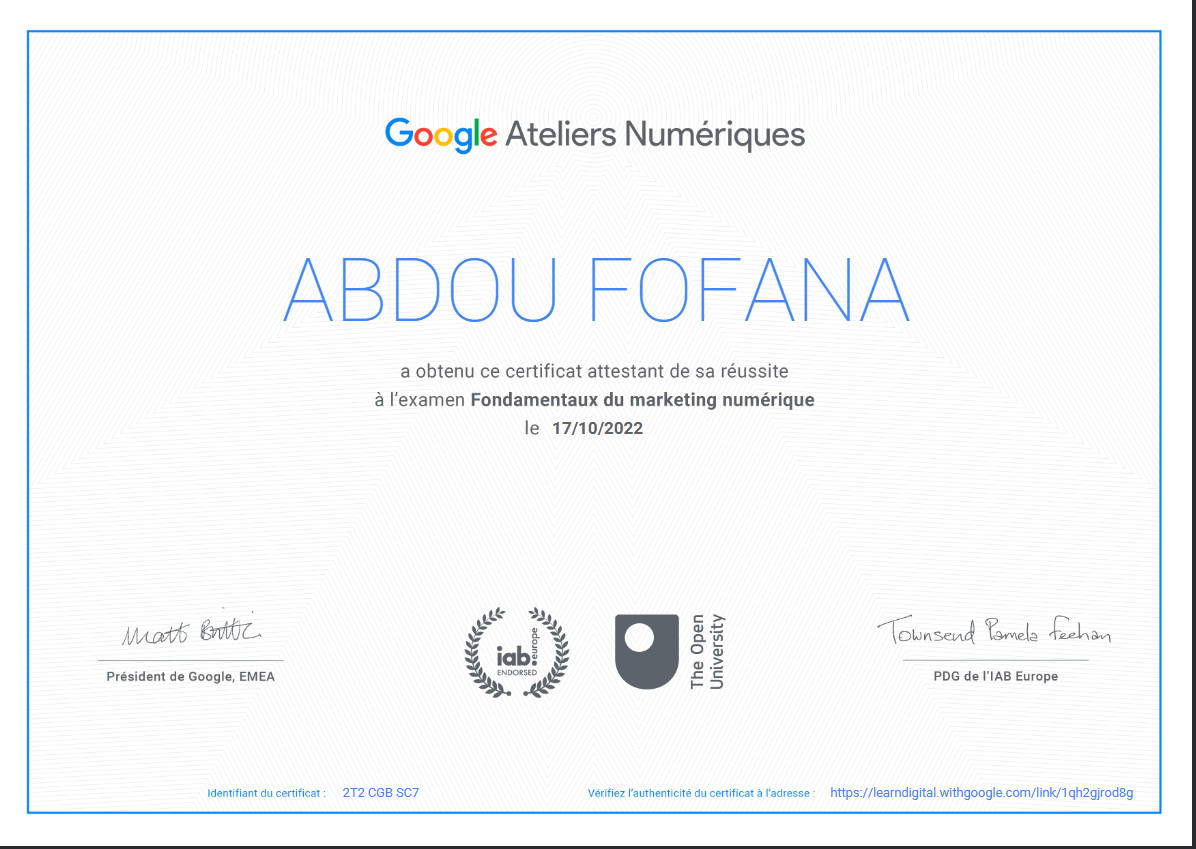 Google Ateliers Numériques
ABDOU FOFANA
a obtenu ce certificat attestant de sa réussite
à l'examen Fondamentaux du marketing numérique
le 17/10/2022
Matt Brittin
Président de Google, EMEA
iab. europe
ENDORSED
The Open
University
Townsend Pamela Feehan
PDG de l'IAB Europe
Identifiant du certificat : 2T2 CGB SC7
Vérifiez l'authenticité du certificat à l'adresse : https://learndigital.withgoogle.com/link/1qh2gjrod8g